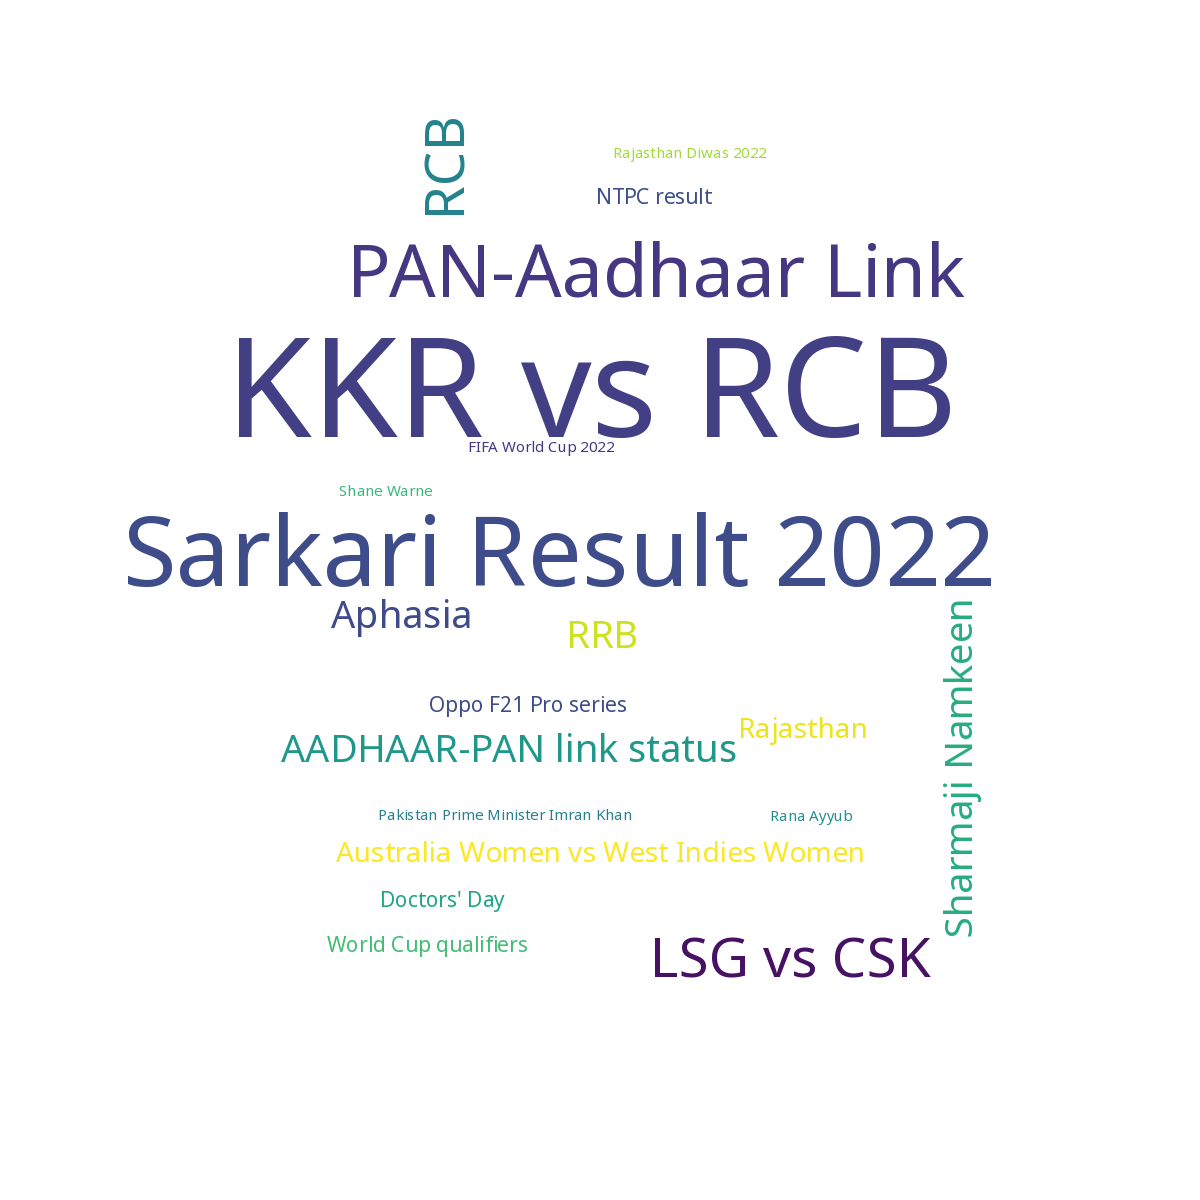 RCB
Rajasthan Diwas 2022
NTPC result
PAN-Aadhaar Link
KKR vs RCB
FIFA World Cup 2022
Shane Warne
Sarkari Result 2022
Aphasia
RRB
Sharmaji Namkeen
Oppo F21 Pro series
Rajasthan
AADHAAR-PAN link status
Pakistan Prime Minister Imran Khan
Rana Ayyub
Australia Women vs West Indies Women
Doctors' Day
World Cup qualifiers
LSG vs CSK